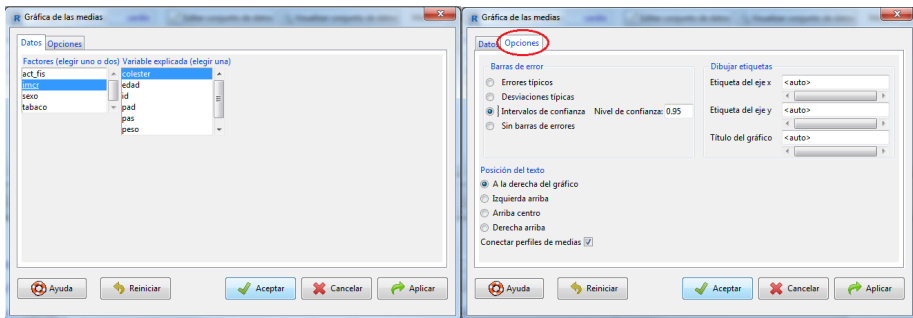 Gráfica de las medias
Datos Opciones
Factores (elegir uno o dos) Variable explicada (elegir una)
act_fis
imcr
sexo
tabaco
colester
edad
id
pad
pas
peso
Ayuda Reiniciar Aceptar Cancelar Aplicar
Gráfica de las medias
Datos Opciones
Barras de error
Errores típicos
Desviaciones típicas
Intervalos de confianza Nivel de confianza: 0.95
Sin barras de errores
Dibujar etiquetas
Etiqueta del eje x <auto>
Etiqueta del eje y <auto>
Título del gráfico <auto>
Posición del texto
A la derecha del gráfico
Izquierda arriba
Arriba centro
Derecha arriba
Conectar perfiles de medias
Ayuda Reiniciar Aceptar Cancelar Aplicar